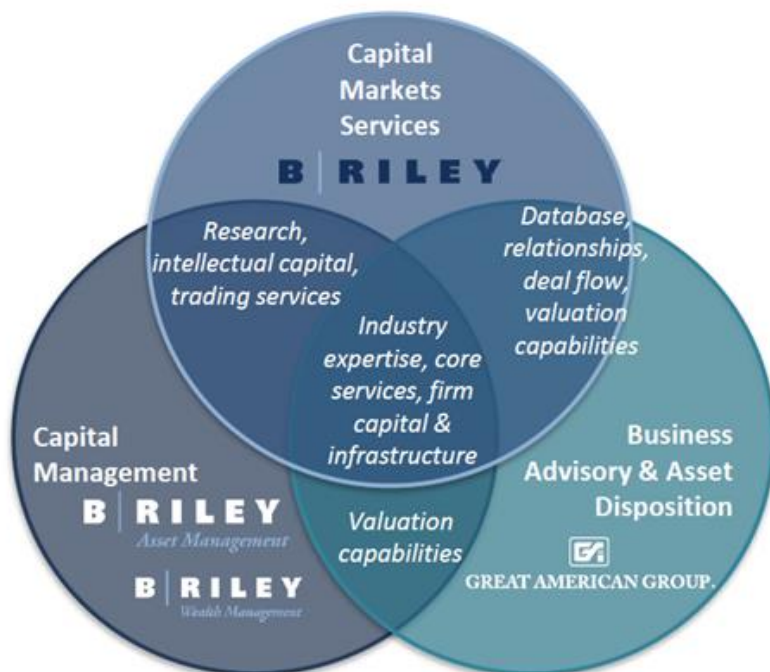 Capital
Markets
Services
B | RILEY
Research,
intellectual capital,
trading services
Database,
relationships,
deal flow,
valuation
capabilities
Industry
expertise, core
services, firm
capital &
infrastructure
Capital
Management
B | RILEY
Asset Management
B | RILEY
Wealth Management
Valuation
capabilities
Business
Advisory & Asset
Disposition
GREAT AMERICAN GROUP.